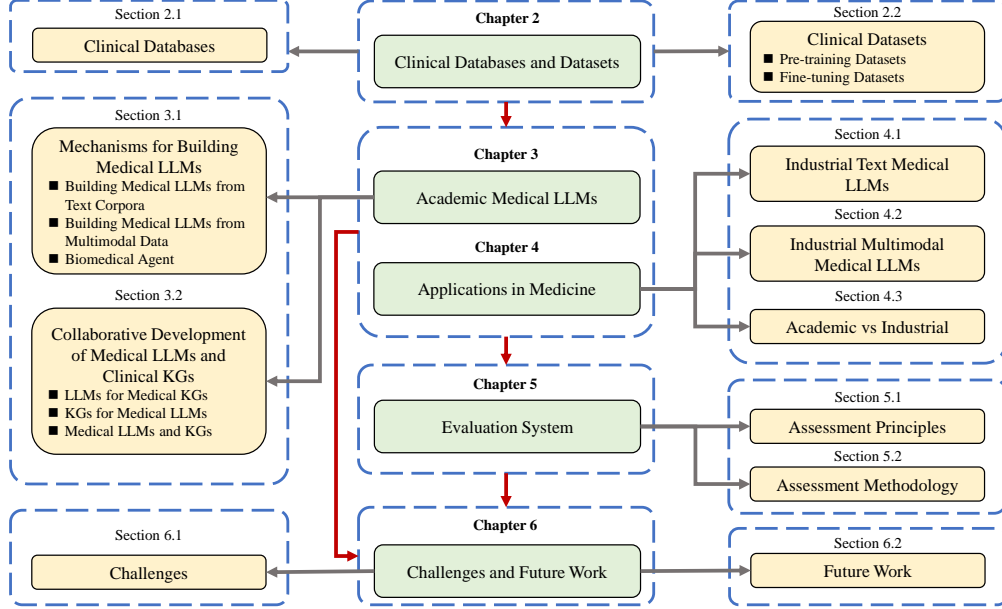 Section 2.1
Clinical Databases
Chapter 2
Clinical Databases and Datasets
Section 2.2
Clinical Datasets
■ Pre-training Datasets
■ Fine-tuning Datasets
Section 3.1
Mechanisms for Building
Medical LLMs
■ Building Medical LLMs from
Text Corpora
■ Building Medical LLMs from
Multimodal Data
■ Biomedical Agent
Section 3.2
Collaborative Development
of Medical LLMs and
Clinical KGs
■ LLMs for Medical KGs
■ KGs for Medical LLMs
■ Medical LLMs and KGs
Chapter 3
Academic Medical LLMs
Chapter 4
Applications in Medicine
Section 4.1
Industrial Text Medical
LLMs
Section 4.2
Industrial Multimodal
Medical LLMs
Section 4.3
Academic vs Industrial
Chapter 5
Evaluation System
Section 5.1
Assessment Principles
Section 5.2
Assessment Methodology
Section 6.1
Challenges
Chapter 6
Challenges and Future Work
Section 6.2
Future Work